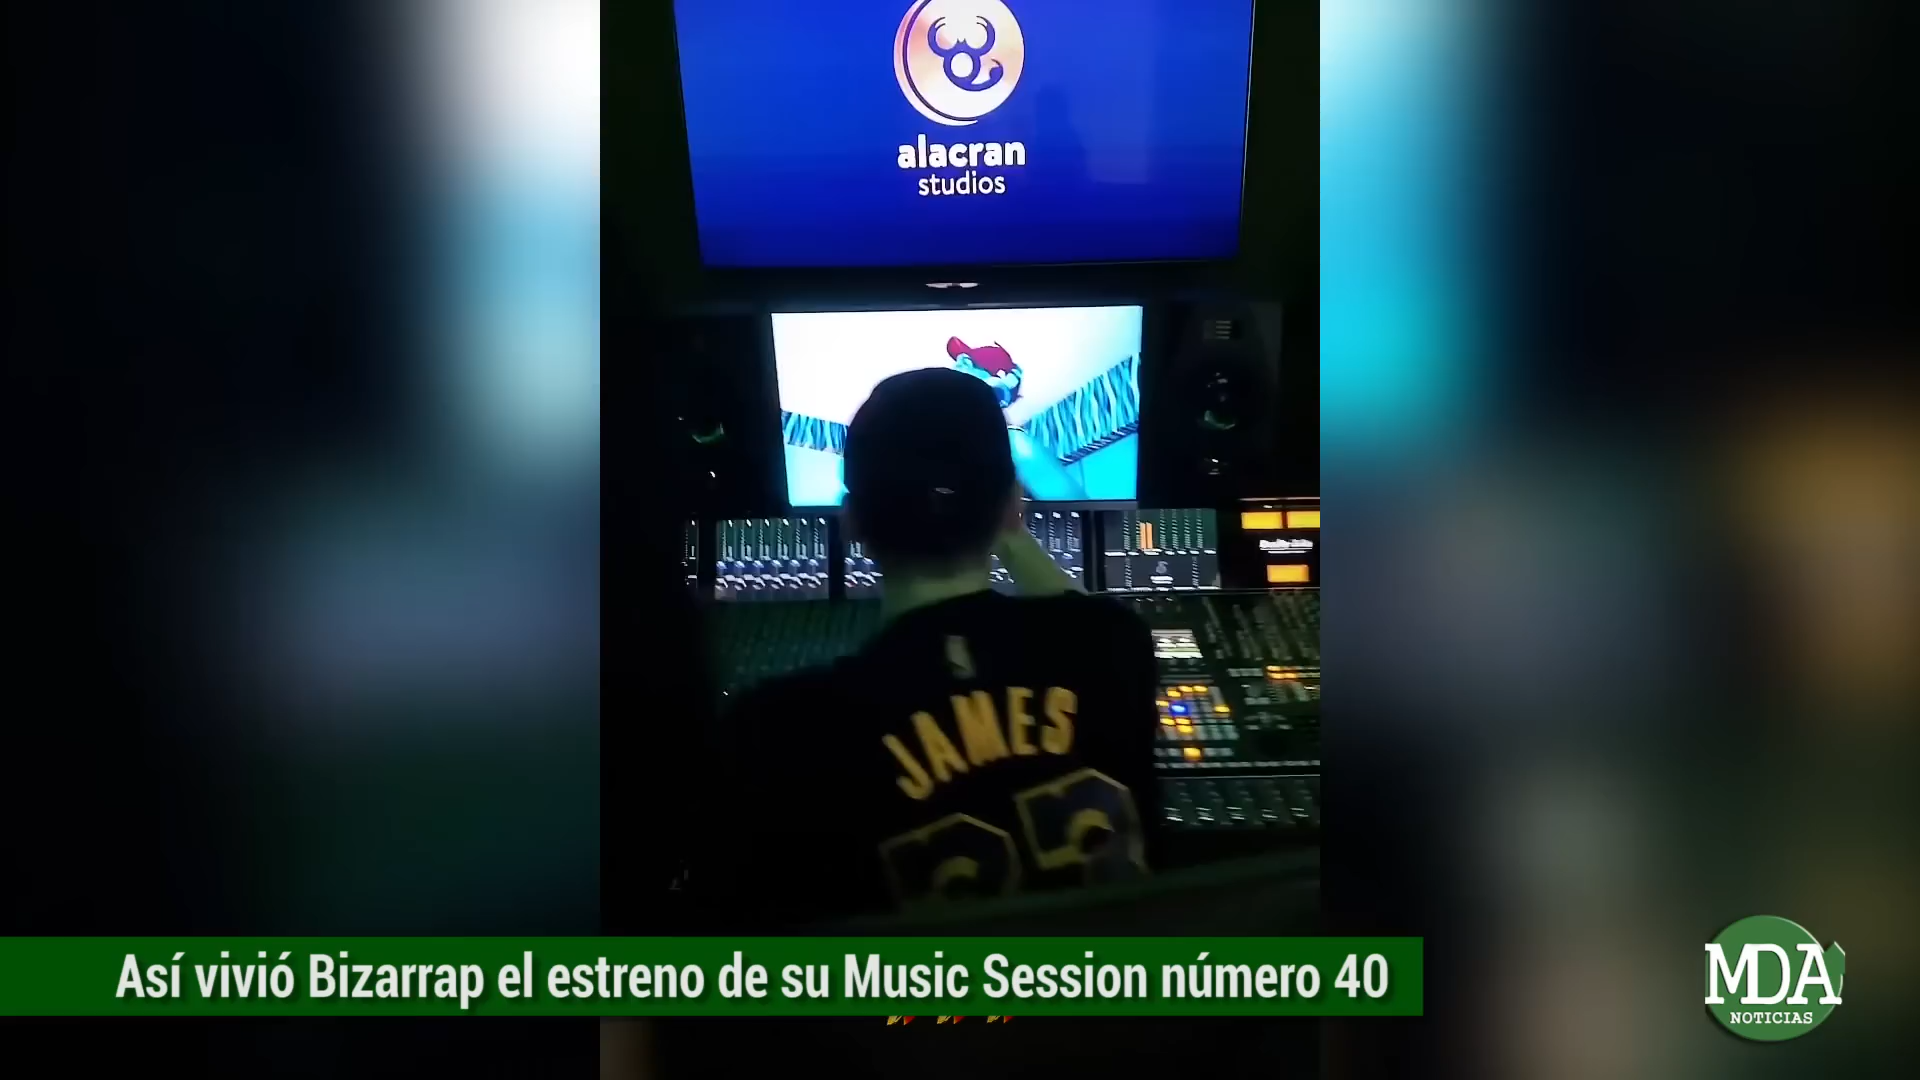 alacran
studios
JAMES
Así vivió Bizarrap el estreno de su Music Session número 40
MDA
NOTICIAS